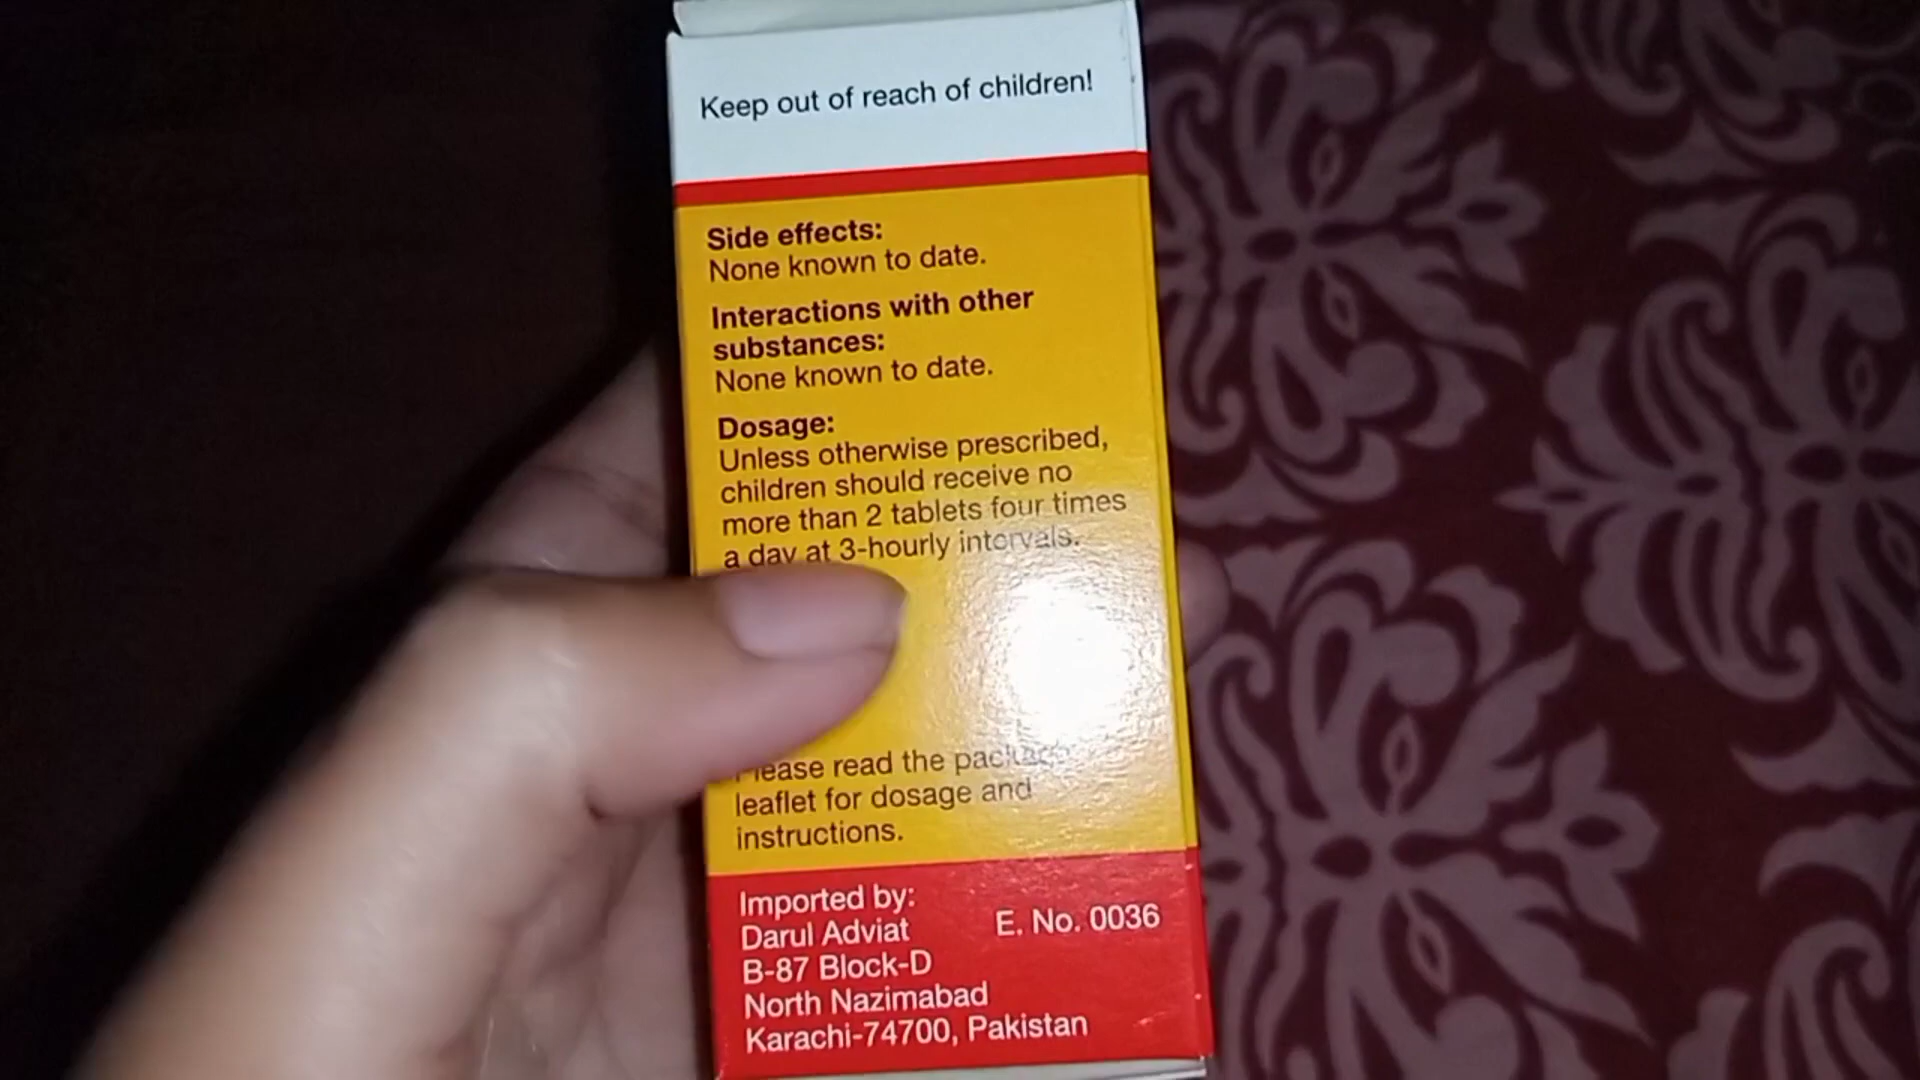 Keep out of reach of children!
Side effects:
None known to date.
Interactions with other
substances:
None known to date.
Dosage:
Unless otherwise prescribed,
children should receive no
more than 2 tablets four times
a day at 3-hourly intervals.
Please read the package
leaflet for dosage and
instructions.
Imported by:
Darul Adviat
E. No. 0036
B-87 Block-D
North Nazimabad
Karachi-74700, Pakistan